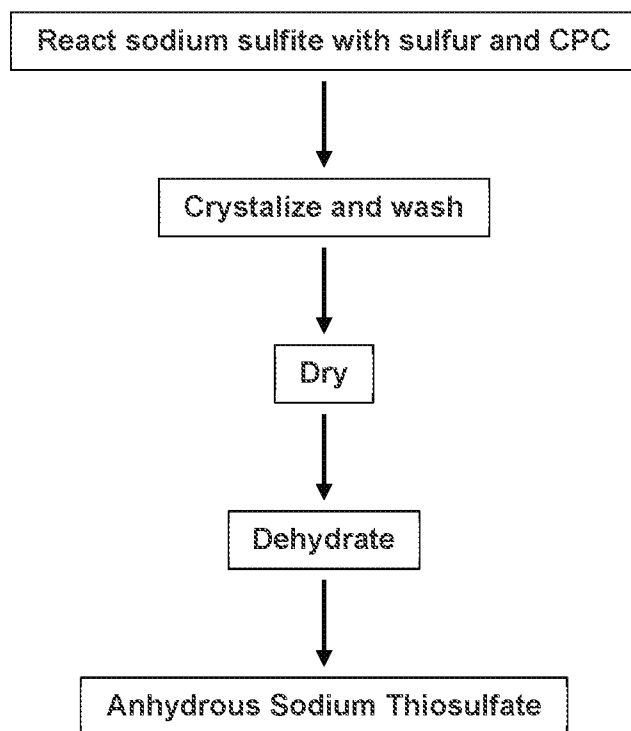 React sodium sulfite with sulfur and CPC
Crystalize and wash
Dry
Dehydrate
Anhydrous Sodium Thiosulfate